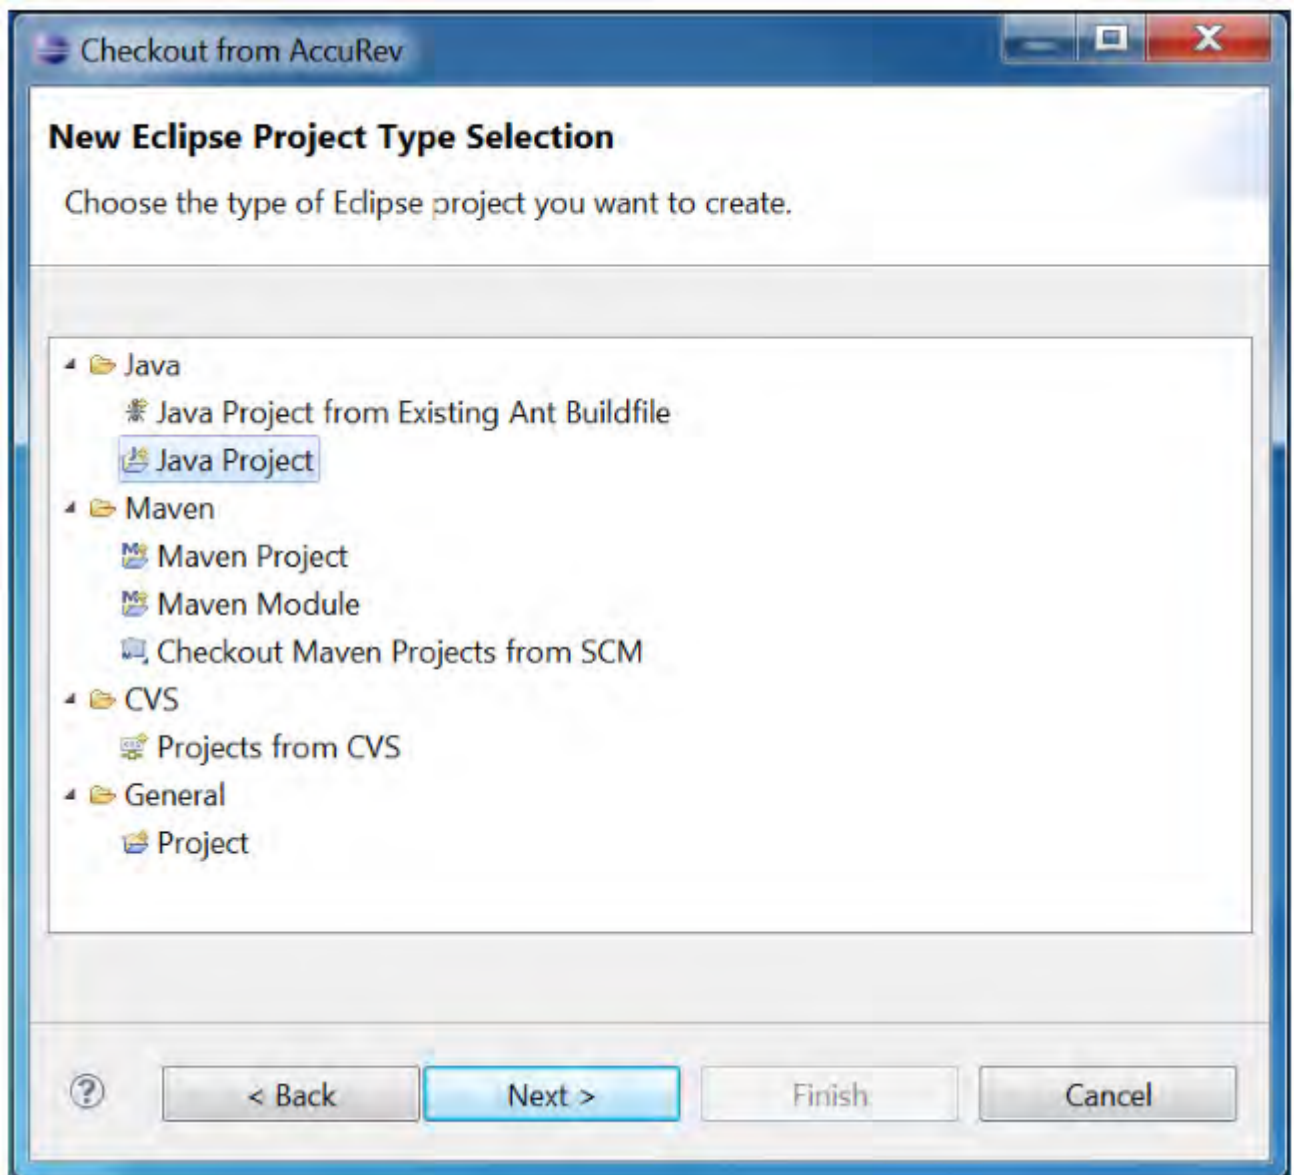 Checkout from AccuRev
New Eclipse Project Type Selection
Choose the type of Eclipse project you want to create.
Java
Java Project from Existing Ant Buildfile
Java Project
Maven
Maven Project
Maven Module
Checkout Maven Projects from SCM
CVS
Projects from CVS
General
Project
? < Back Next > Finish Cancel